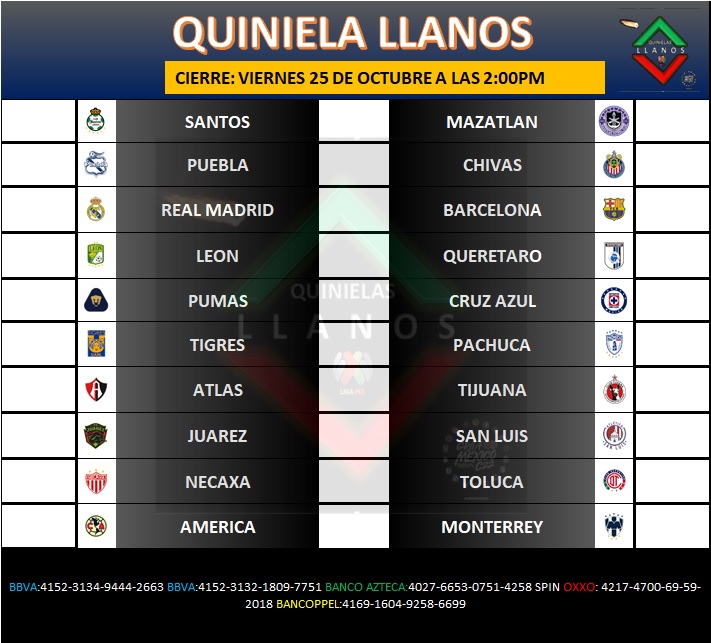 QUINIELA LLANOS
QUINIELAS
LLANOS
CIERRE: VIERNES 25 DE OCTUBRE A LAS 2:00PM
SANTOS MAZATLAN
PUEBLA CHIVAS
REAL MADRID BARCELONA
LEON QUERETARO
PUMAS CRUZ AZUL
QUINIELAS
LLANOS
TIGRES PACHUCA
ATLAS TIJUANA
LIGA MX
JUAREZ SAN LUIS
MEXICO
NECAXA TOLUCA
AMERICA MONTERREY
BBVA:4152-3134-9444-2663 BBVA:4152-3132-1809-7751 BANCO AZTECA:4027-6653-0751-4258 SPIN OXXO: 4217-4700-69-59-
2018 BANCOPPEL:4169-1604-9258-6699